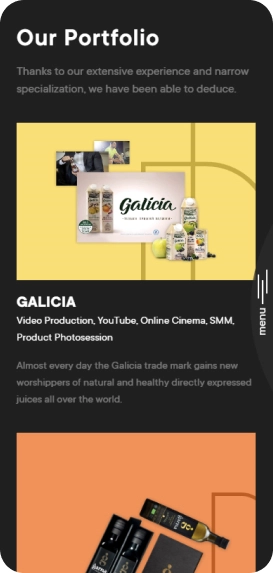 Our Portfolio
Thanks to our extensive experience and narrow
specialization, we have been able to deduce.
Galicia
GALICIA
Video Production, YouTube, Online Cinema, SMM,
Product Photosession
menu
Almost every day the Galicia trade mark gains new
worshippers of natural and healthy directly expressed
juices all over the world.